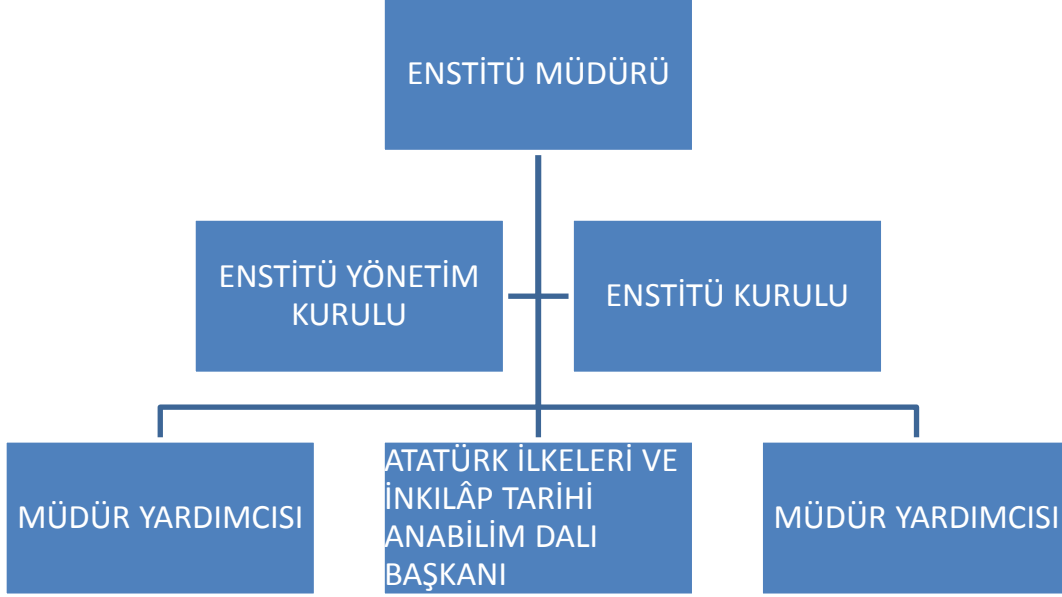 ENSTİTÜ MÜDÜRÜ
ENSTİTÜ YÖNETİM
KURULU
ENSTİTÜ KURULU
MÜDÜR YARDIMCISI
ATATÜRK İLKELERİ VE
İNKILÂP TARİHİ
ANABİLİM DALI
BAŞKANI
MÜDÜR YARDIMCISI